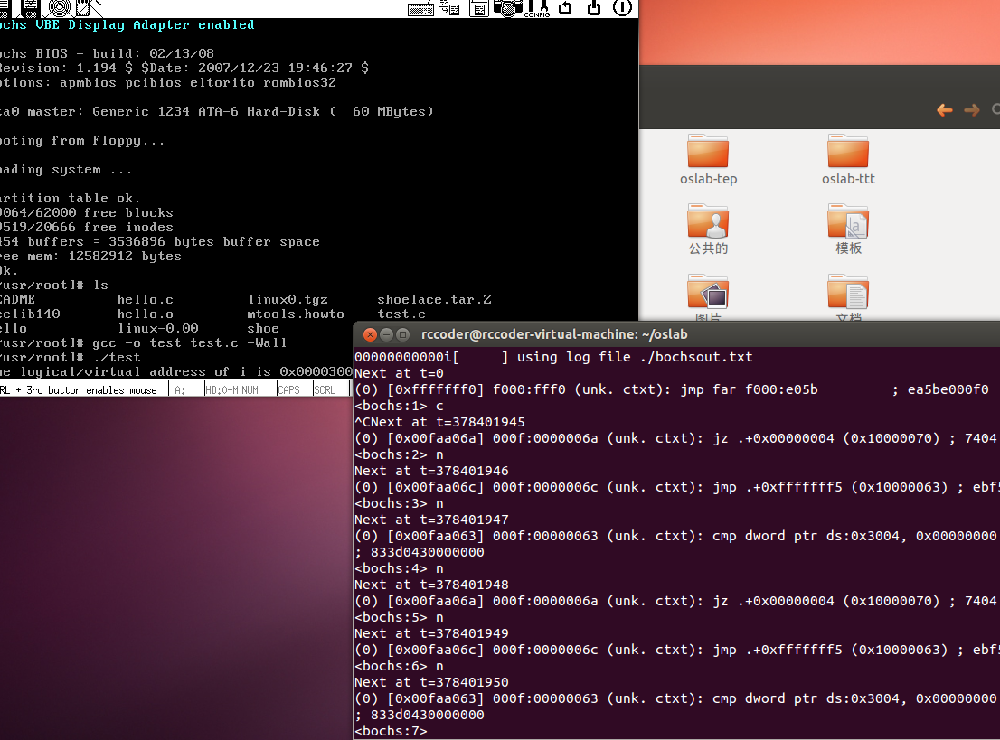 CONFIG
ochs VBE Display Adapter enabled
ochs BIOS - build: 02/13/08
Revision: 1.194 $ $Date: 2007/12/23 19:46:27 $
ptions: apmbios pcibios eltorito rombios32
ta0 master: Generic 1234 ATA-6 Hard-Disk (  60 MBytes)
ooting from Floppy...
oading system ...
artition table ok.
9064/62000 free blocks
9519/20666 free inodes
454 buffers = 3536896 bytes buffer space
ree mem: 12582912 bytes
Ok.
/usr/root]# ls
EADME hello.c linux0.tgz shoelace.tar.Z
cclib140 hello.o mtools.howto test.c
ello linux-0.00 shoe
/usr/root]# gcc -o test test.c -Wall
/usr/root]# ./test
he logical/virtual address of i is 0x0000300
RL + 3rd button enables mouse A: HD:0-M NUM CAPS SCRL
oslab-tep oslab-ttt
公共的 模板
图片 文档
rccoder@rccoder-virtual-machine: ~/oslab
00000000000i[     ] using log file ./bochsout.txt
Next at t=0
(0) [0xfffffff0] f000:fff0 (unk. ctxt): jmp far f000:e05b          ; ea5be000f0
<bochs:1> c
^CNext at t=378401945
(0) [0x00faa06a] 000f:0000006a (unk. ctxt): jz .+0x00000004 (0x10000070) ; 7404
<bochs:2> n
Next at t=378401946
(0) [0x00faa06c] 000f:0000006c (unk. ctxt): jmp .+0xfffffff5 (0x10000063) ; ebf5
<bochs:3> n
Next at t=378401947
(0) [0x00faa063] 000f:00000063 (unk. ctxt): cmp dword ptr ds:0x3004, 0x00000000
; 833d0430000000
<bochs:4> n
Next at t=378401948
(0) [0x00faa06a] 000f:0000006a (unk. ctxt): jz .+0x00000004 (0x10000070) ; 7404
<bochs:5> n
Next at t=378401949
(0) [0x00faa06c] 000f:0000006c (unk. ctxt): jmp .+0xfffffff5 (0x10000063) ; ebf5
<bochs:6> n
Next at t=378401950
(0) [0x00faa063] 000f:00000063 (unk. ctxt): cmp dword ptr ds:0x3004, 0x00000000
; 833d0430000000
<bochs:7>